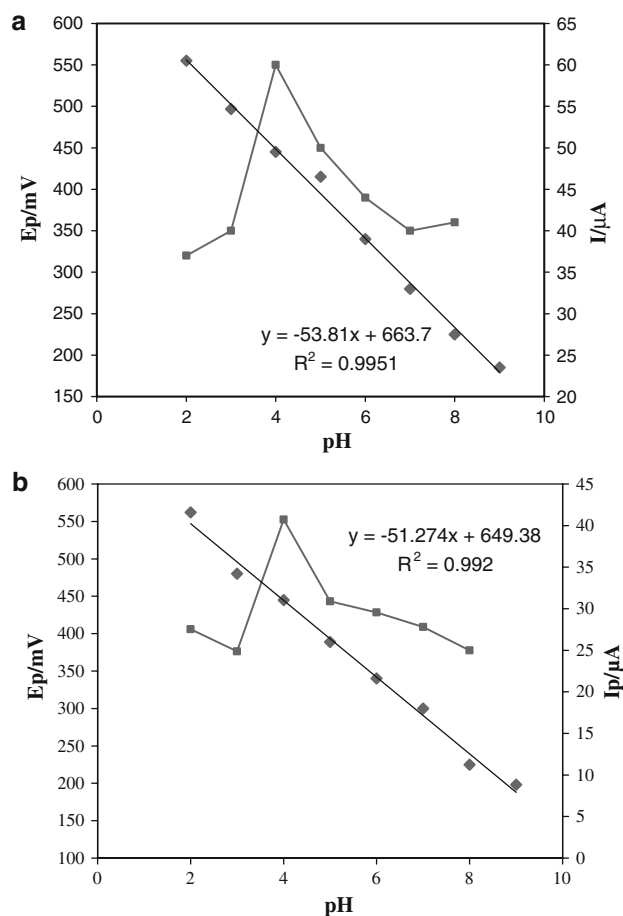 a
600
550
500
450
400
350
300
250
200
150
Ep/mV
65
60
55
50
45
40
35
30
25
20
I/μA
y = -53.81x + 663.7
R² = 0.9951
0 2 4 6 8 10
pH
b
600
550
500
450
400
350
300
250
200
150
100
Ep/mV
45
40
35
30
25
20
15
10
5
0
Ip/μA
y = -51.274x + 649.38
R² = 0.992
0 2 4 6 8 10
pH